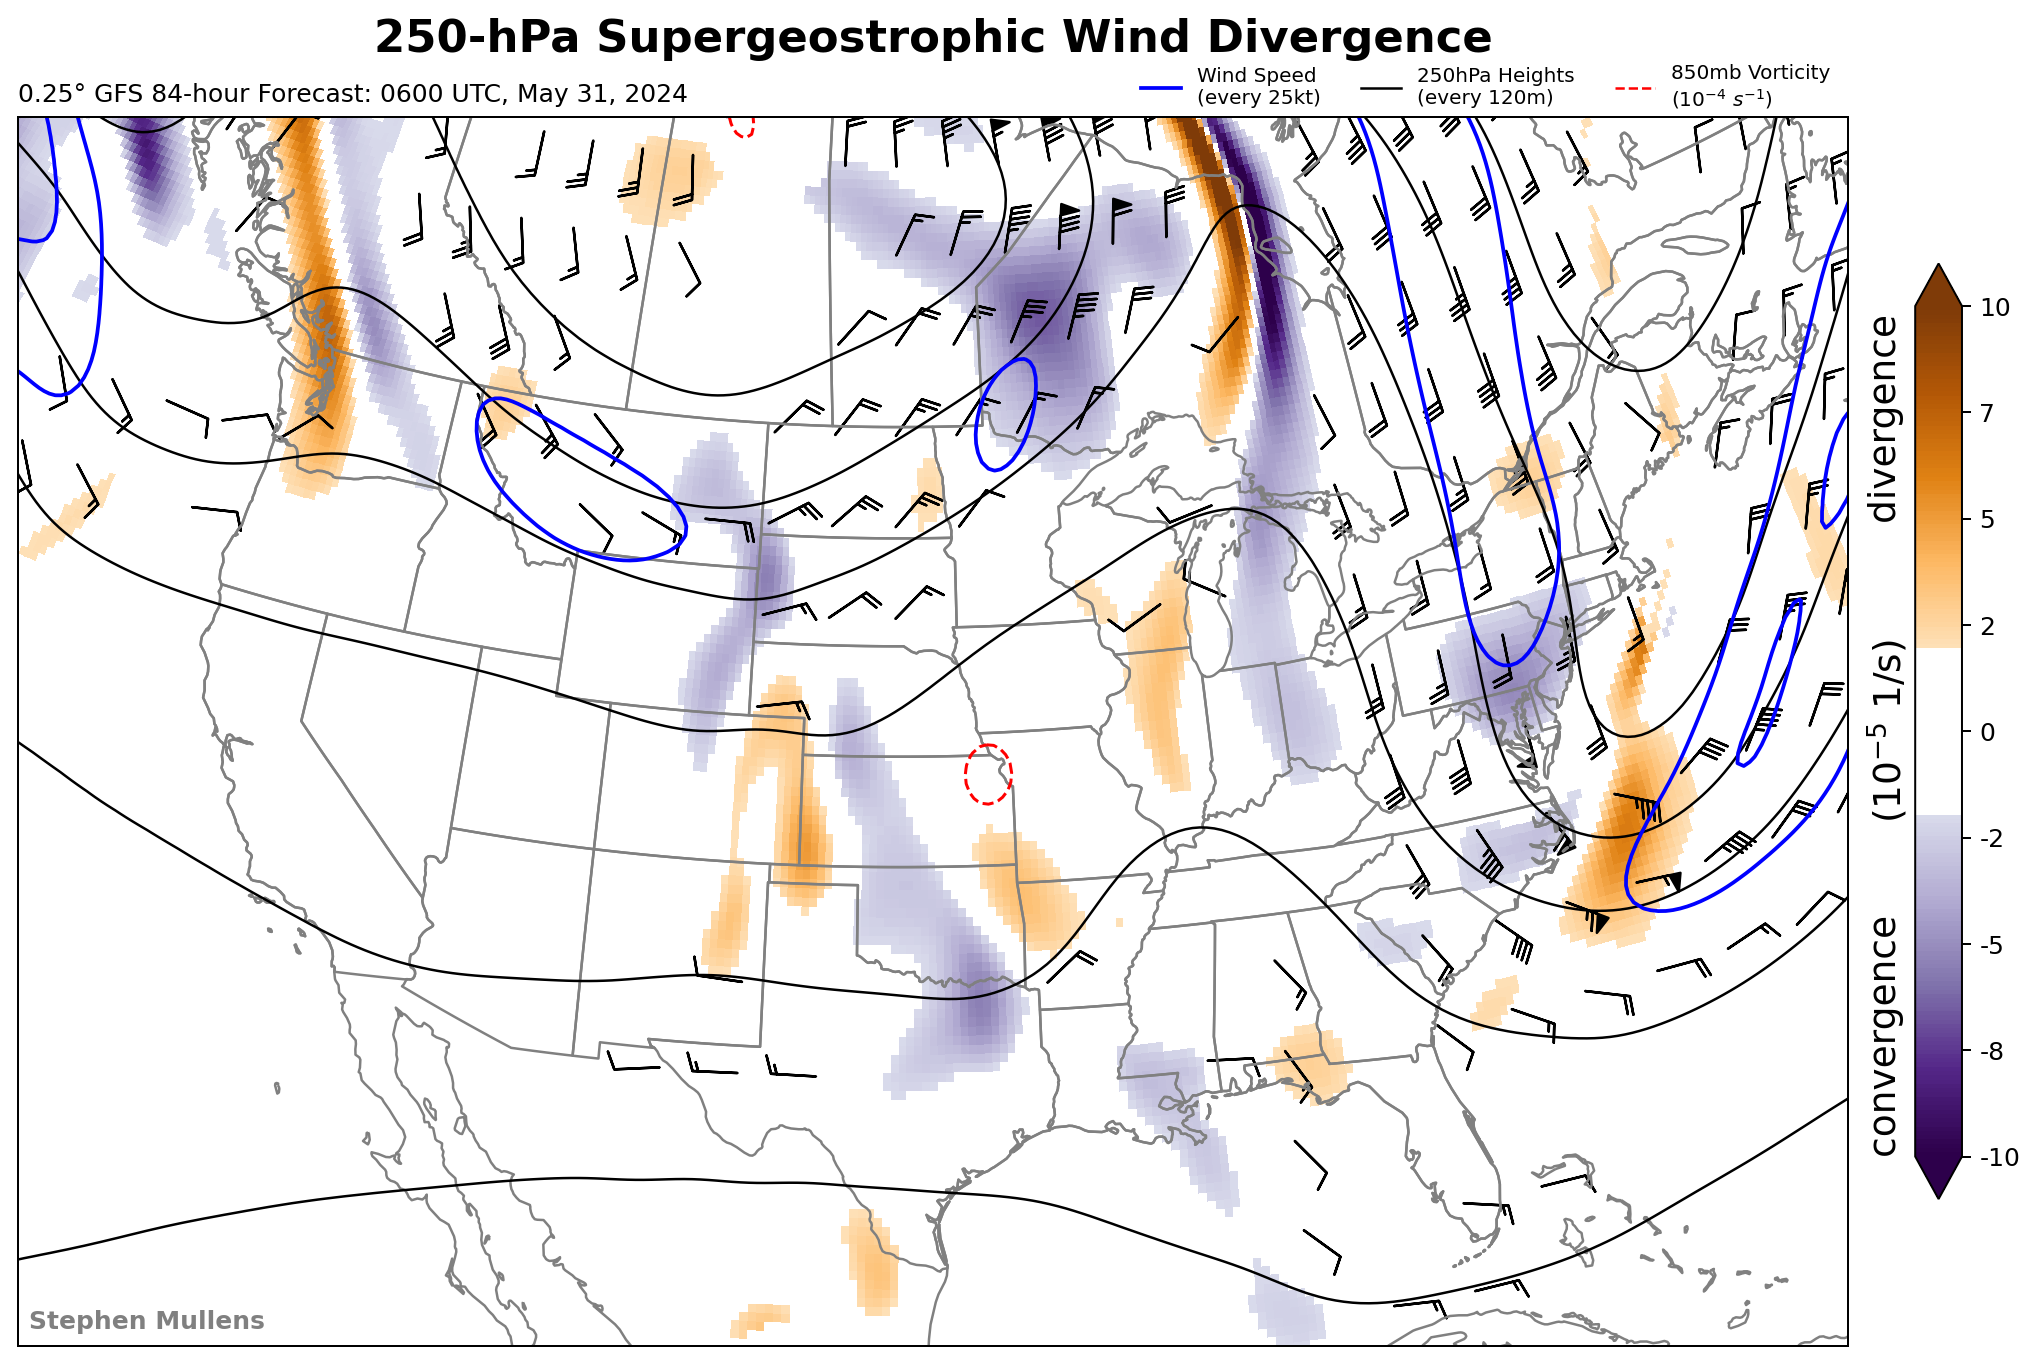 250-hPa Supergeostrophic Wind Divergence
0.25° GFS 84-hour Forecast: 0600 UTC, May 31, 2024
Wind Speed
(every 25kt)
250hPa Heights
(every 120m)
850mb Vorticity
(10⁻⁴ s⁻¹)
10
7
5
2
0
-2
-5
-8
-10
convergence (10⁻⁵ 1/s) divergence
Stephen Mullens